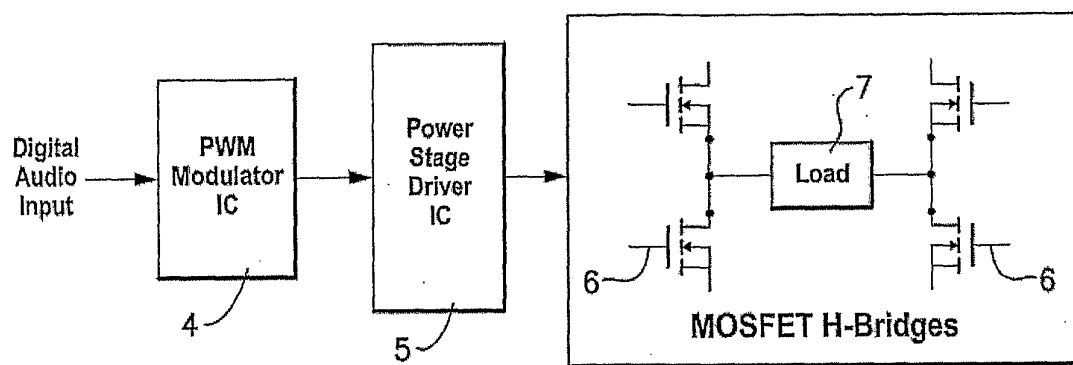 Digital
Audio
Input
PWM
Modulator
IC
4
Power
Stage
Driver
IC
5
7
Load
6
6
MOSFET H-Bridges